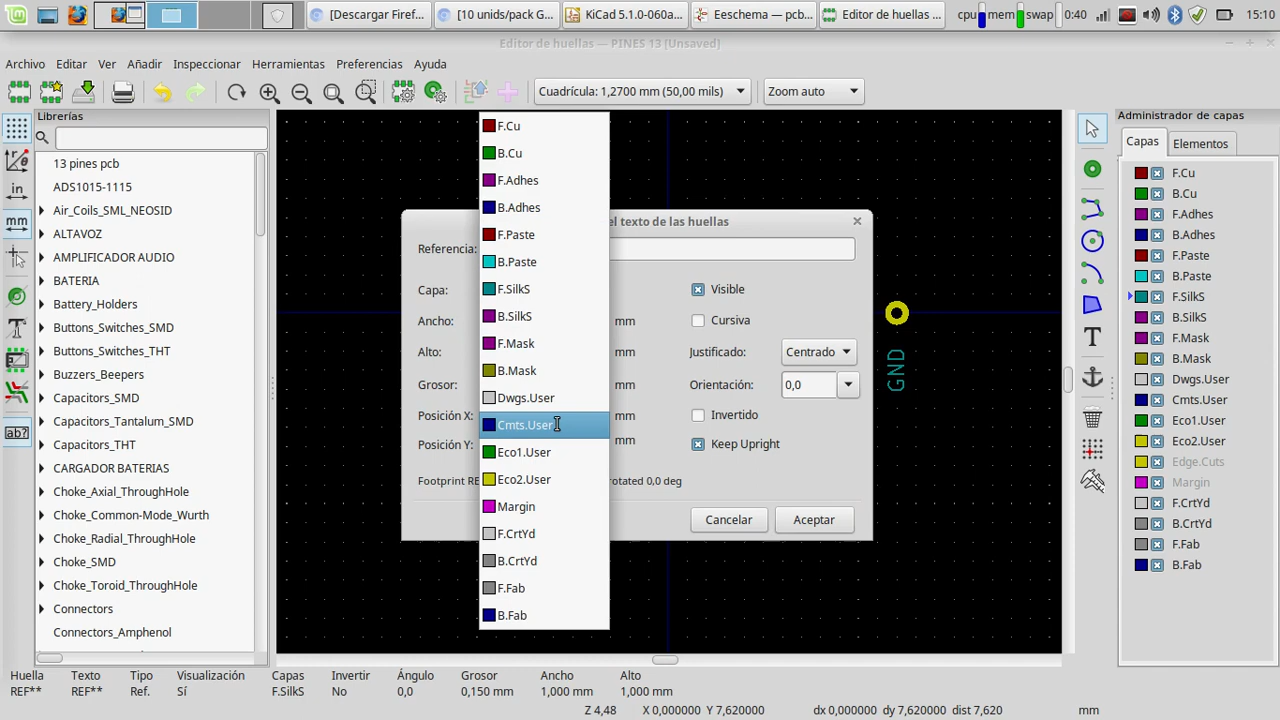 [Descargar Firef...
[10 unids/pack G...
KiCad 5.1.0-060a...
Eeschema — pcb...
Editor de huellas ...
cpu
mem
swap
0:40
15:10
Editor de huellas — PINES 13 [Unsaved]
Archivo
Editar
Ver
Añadir
Inspeccionar
Herramientas
Preferencias
Ayuda
Cuadrícula: 1,2700 mm (50,00 mils)
Zoom auto
Librerías
in
mm
ab?
13 pines pcb
ADS1015-1115
Air_Coils_SML_NEOSID
ALTAVOZ
AMPLIFICADOR AUDIO
BATERIA
Battery_Holders
Buttons_Switches_SMD
Buttons_Switches_THT
Buzzers_Beepers
Capacitors_SMD
Capacitors_Tantalum_SMD
Capacitors_THT
CARGADOR BATERIAS
Choke_Axial_ThroughHole
Choke_Common-Mode_Wurth
Choke_Radial_ThroughHole
Choke_SMD
Choke_Toroid_ThroughHole
Connectors
Connectors_Amphenol
el texto de las huellas
Referencia:
Capa:
Ancho:
Alto:
Grosor:
Posición X:
Posición Y:
Footprint RE
rotated 0,0 deg
F.Cu
B.Cu
F.Adhes
B.Adhes
F.Paste
B.Paste
F.SilkS
B.SilkS
F.Mask
B.Mask
Dwgs.User
Cmts.User
Eco1.User
Eco2.User
Margin
F.CrtYd
B.CrtYd
F.Fab
B.Fab
mm
mm
mm
mm
mm
Visible
Cursiva
Justificado:
Centrado
Orientación:
0,0
Invertido
Keep Upright
Cancelar
Aceptar
GND
Administrador de capas
Capas
Elementos
F.Cu
B.Cu
F.Adhes
B.Adhes
F.Paste
B.Paste
F.SilkS
B.SilkS
F.Mask
B.Mask
Dwgs.User
Cmts.User
Eco1.User
Eco2.User
Edge.Cuts
Margin
F.CrtYd
B.CrtYd
F.Fab
B.Fab
Huella
Texto
Tipo
Visualización
Capas
Invertir
Ángulo
Grosor
Ancho
Alto
REF**
REF**
Ref.
Sí
F.SilkS
No
0,0
0,150 mm
1,000 mm
1,000 mm
Z 4,48
X 0,000000 Y 7,620000
dx 0,000000 dy 7,620000 dist 7,620
mm